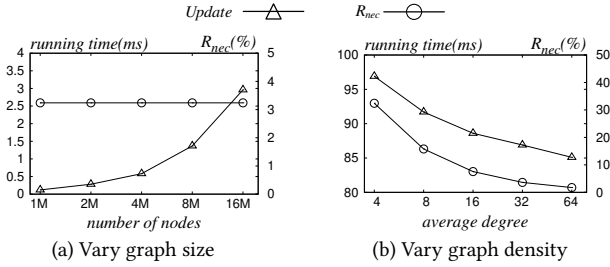 Update R_nec
running time(ms) R_nec(%)
4 5
3.5
3 4
2.5 3
2
1.5 2
1 1
0.5
0 0
1M 2M 4M 8M 16M
number of nodes
(a) Vary graph size
running time(ms) R_nec(%)
100 50
95 40
90 30
20
85 10
80 0
4 8 16 32 64
average degree
(b) Vary graph density